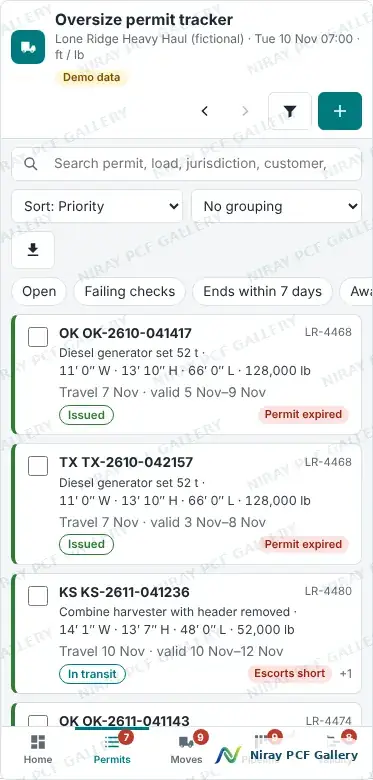 Oversize permit tracker
Lone Ridge Heavy Haul (fictional) · Tue 10 Nov 07:00 ·
ft / lb
Demo data
Search permit, load, jurisdiction, customer,
Sort: Priority
No grouping
Open
Failing checks
Ends within 7 days
OK OK-2610-041417
LR-4468
Diesel generator set 52 t ·
11′ 0″ W · 13′ 10″ H · 66′ 0″ L · 128,000 lb
Travel 7 Nov · valid 5 Nov–9 Nov
Issued
Permit expired
TX TX-2610-042157
LR-4468
Diesel generator set 52 t ·
11′ 0″ W · 13′ 10″ H · 66′ 0″ L · 128,000 lb
Travel 7 Nov · valid 3 Nov–8 Nov
Issued
Permit expired
KS KS-2611-041236
LR-4480
Combine harvester with header removed ·
14′ 1″ W · 13′ 7″ H · 48′ 0″ L · 52,000 lb
Travel 10 Nov · valid 10 Nov–12 Nov
In transit
Escorts short
+1
OK OK-2611-041143
LR-4474
7
9
Home
Permits
Moves
Niray PCF Gallery
NIRAY PCF GALLERY